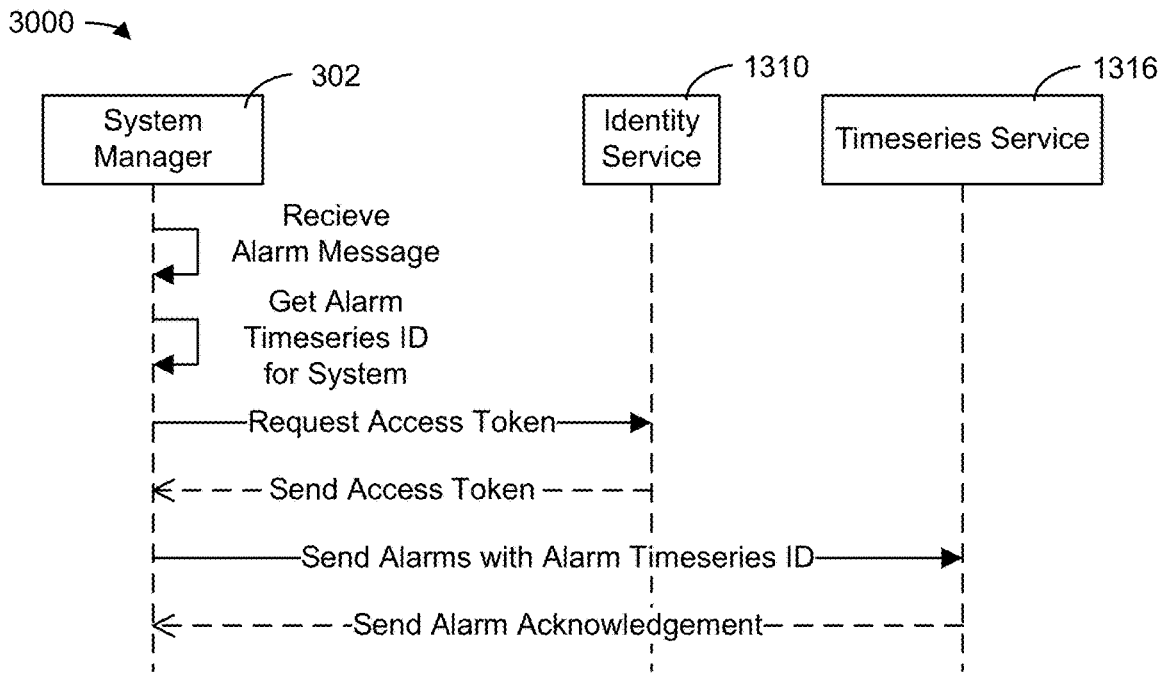 3000
302
1310
1316
System
Manager
Identity
Service
Timeseries Service
Recieve
Alarm Message
Get Alarm
Timeseries ID
for System
Request Access Token
Send Access Token
Send Alarms with Alarm Timeseries ID
Send Alarm Acknowledgement